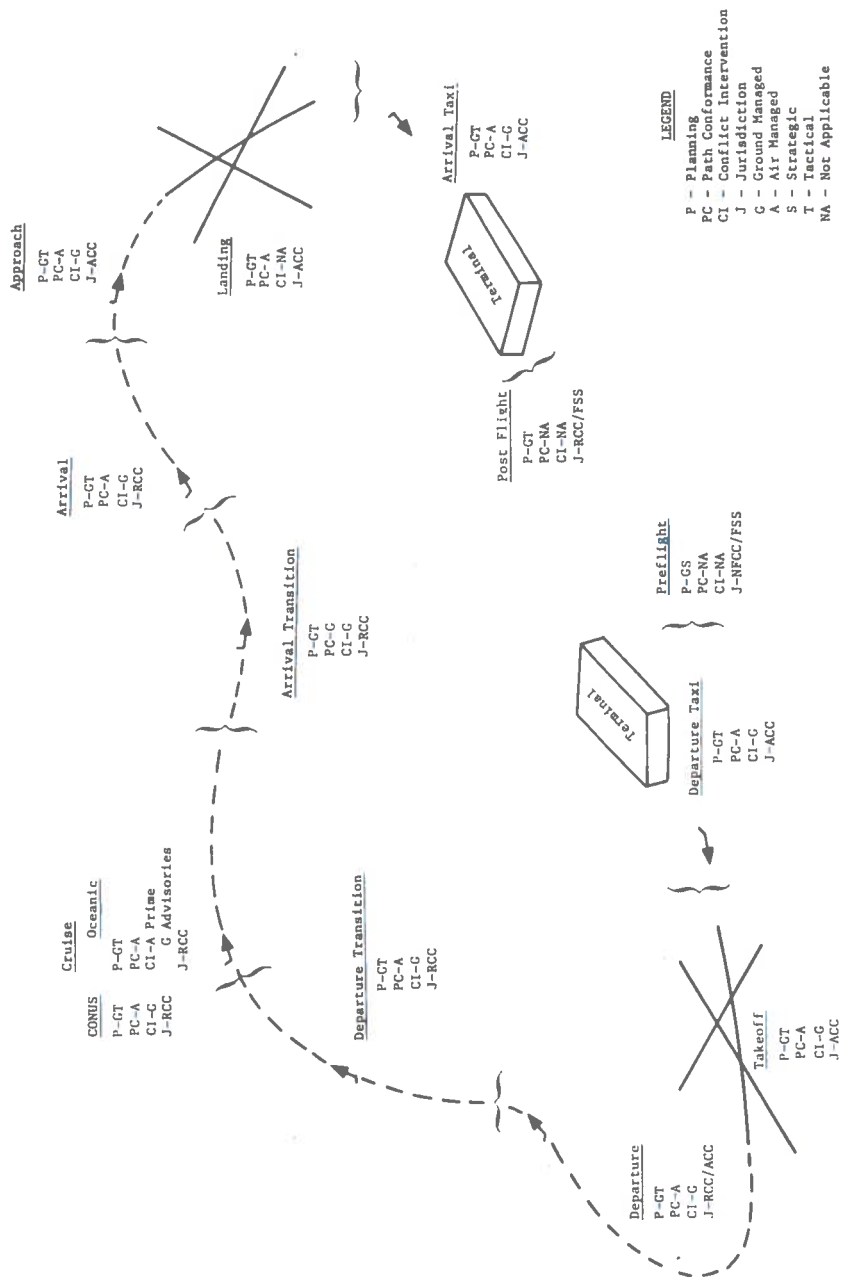 Preflight
P-GS
PC-NA
CI-NA
J-NFCC/FSS
Terminal
Departure Taxi
P-GT
PC-A
CI-G
J-ACC
Takeoff
P-GT
PC-A
CI-G
J-ACC
Departure
P-GT
PC-A
CI-G
J-RCC/ACC
Departure Transition
P-GT
PC-A
CI-G
J-RCC
Cruise
CONUS
P-GT
PC-A
CI-G
J-RCC
Oceanic
P-GT
PC-A
CI-A Prime
G Advisories
J-RCC
Arrival Transition
P-GT
PC-G
CI-G
J-RCC
Arrival
P-GT
PC-A
CI-G
J-RCC
Approach
P-GT
PC-A
CI-G
J-ACC
Landing
P-GT
PC-A
CI-NA
J-ACC
Arrival Taxi
P-GT
PC-A
CI-G
J-ACC
Terminal
Post Flight
P-GT
PC-NA
CI-NA
J-RCC/FSS
LEGEND
P - Planning
PC - Path Conformance
CI - Conflict Intervention
J - Jurisdiction
G - Ground Managed
A - Air Managed
S - Strategic
T - Tactical
NA - Not Applicable